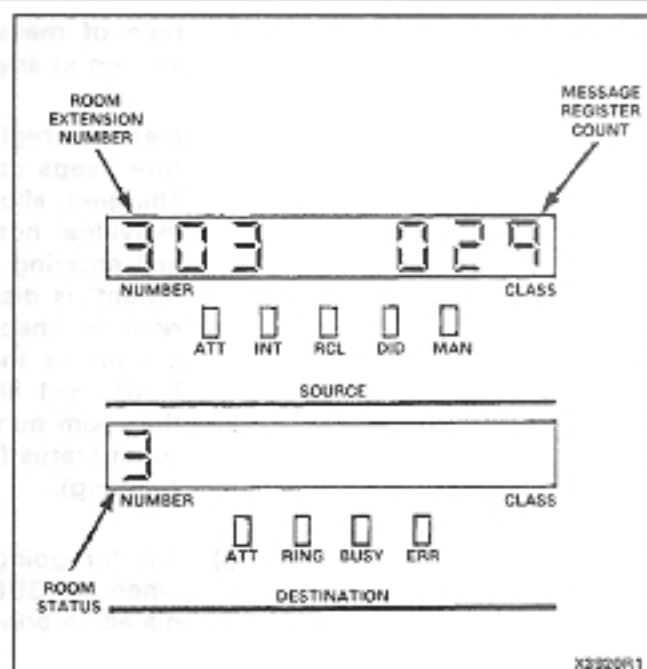 ROOM
EXTENSION
NUMBER
MESSAGE
REGISTER
COUNT
303 029
NUMBER CLASS
ATT INT RCL DID MAN
SOURCE
3
NUMBER CLASS
ATT RING BUSY ERR
ROOM
STATUS
DESTINATION
X3920R1